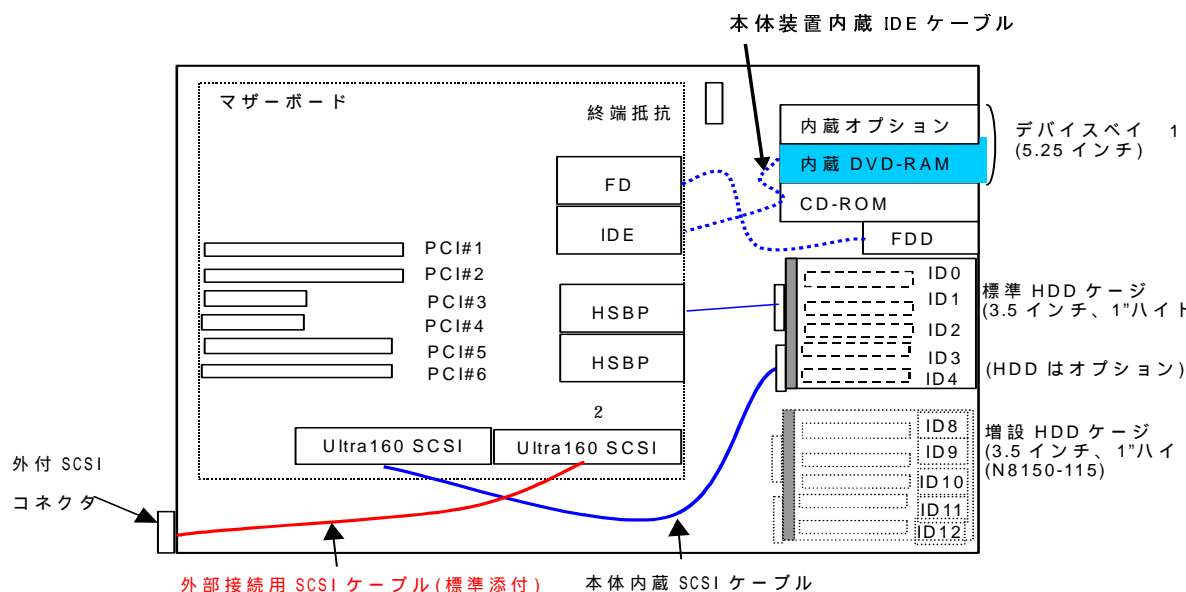 本体装置内蔵 IDE ケーブル
マザーボード
終端抵抗
内蔵オプション
デバイスベイ 1
(5.25 インチ)
内蔵 DVD-RAM
FD
CD-ROM
IDE
FDD
PCI#1
PCI#2
PCI#3
PCI#4
PCI#5
PCI#6
HSBP
HSBP
ID0
ID1
ID2
ID3
ID4
標準 HDD ケージ
(3.5 インチ、1"ハイト
(HDD はオプション)
2
Ultra160 SCSI
Ultra160 SCSI
ID8
ID9
ID10
ID11
ID12
増設 HDD ケージ
(3.5 インチ、1"ハイ
(N8150-115)
外付 SCSI
コネクタ
外部接続用 SCSI ケーブル(標準添付)
本体内蔵 SCSI ケーブル